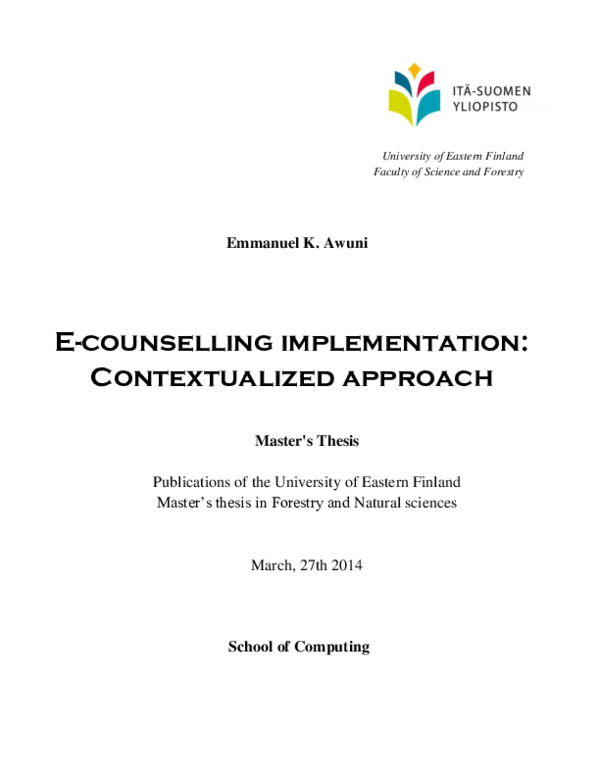 ITÄ-SUOMEN
YLIOPISTO
University of Eastern Finland
Faculty of Science and Forestry
Emmanuel K. Awuni
E-counselling implementation:
Contextualized approach
Master's Thesis
Publications of the University of Eastern Finland
Master’s thesis in Forestry and Natural sciences
March, 27th 2014
School of Computing